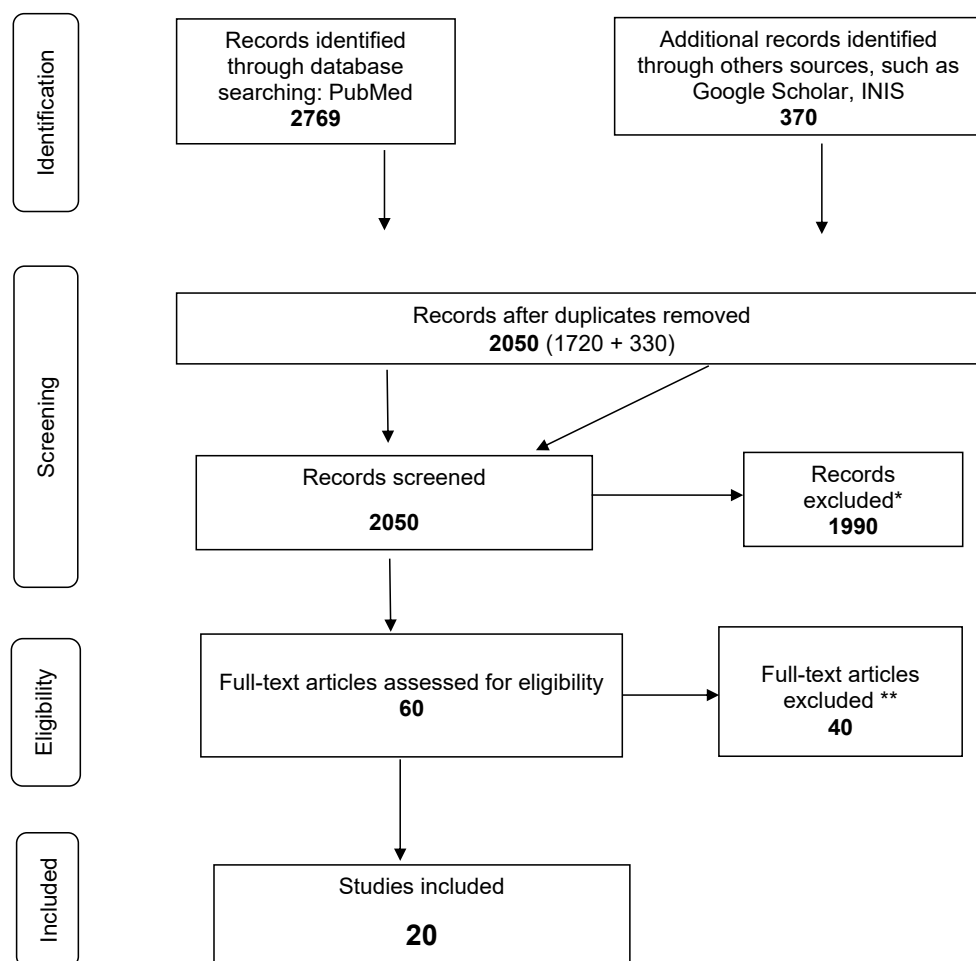 Identification
Records identified
through database
searching: PubMed
2769
Additional records identified
through others sources, such as
Google Scholar, INIS
370
Screening
Records after duplicates removed
2050 (1720 + 330)
Records screened
2050
Records
excluded*
1990
Eligibility
Full-text articles assessed for eligibility
60
Full-text articles
excluded **
40
Included
Studies included
20